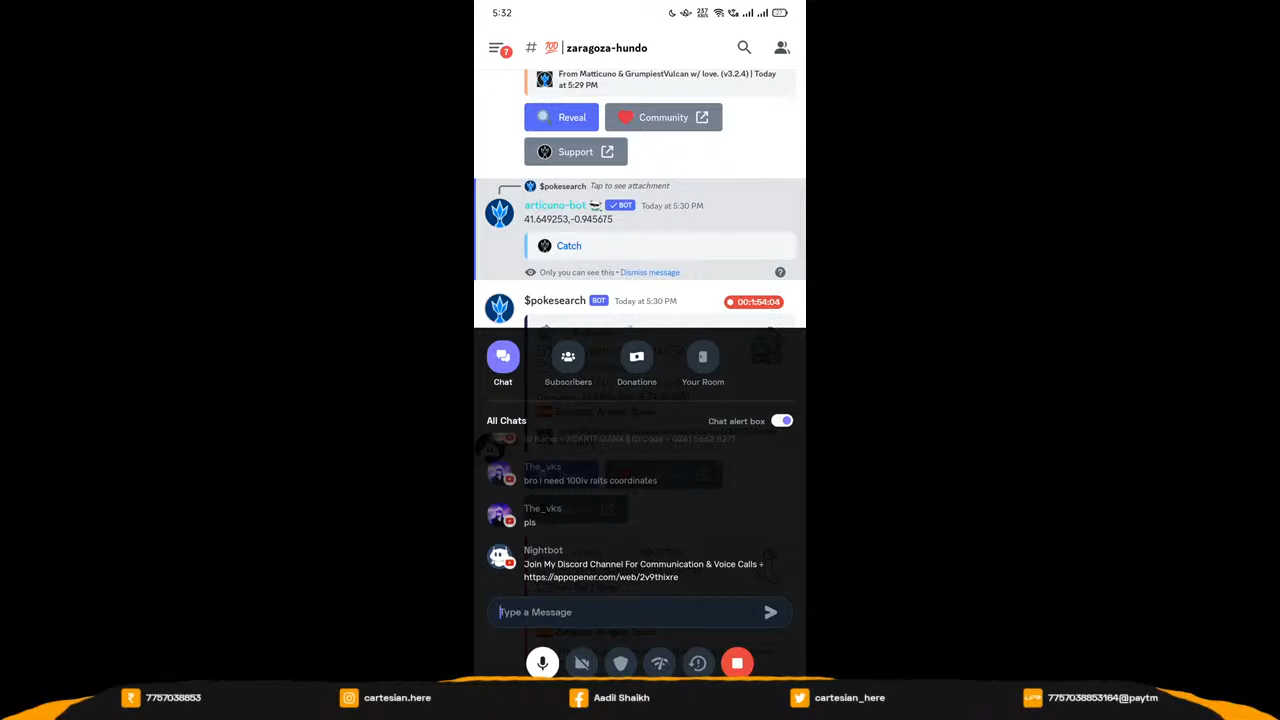 5:32
237
KB/S
27
7
# 💯 | zaragoza-hundo
From Matticuno & GrumpiestVulcan w/ love. (v3.2.4) | Today
at 5:29 PM
Reveal
Community
Support
$pokesearch Tap to see attachment
articuno-bot ✓ BOT Today at 5:30 PM
41.649253,-0.945675
Catch
Only you can see this • Dismiss message
?
$pokesearch BOT Today at 5:30 PM
00:1:54:04
Chat
Subscribers
Donations
Your Room
All Chats
Chat alert box
The_vks
bro i need 100iv ralts coordinates
The_vks
pls
Nightbot
Join My Discord Channel For Communication & Voice Calls +
https://appopener.com/web/2v9thixre
Type a Message
₹ 7757038853
cartesian.here
Aadil Shaikh
cartesian_here
UPI 7757038853164@paytm